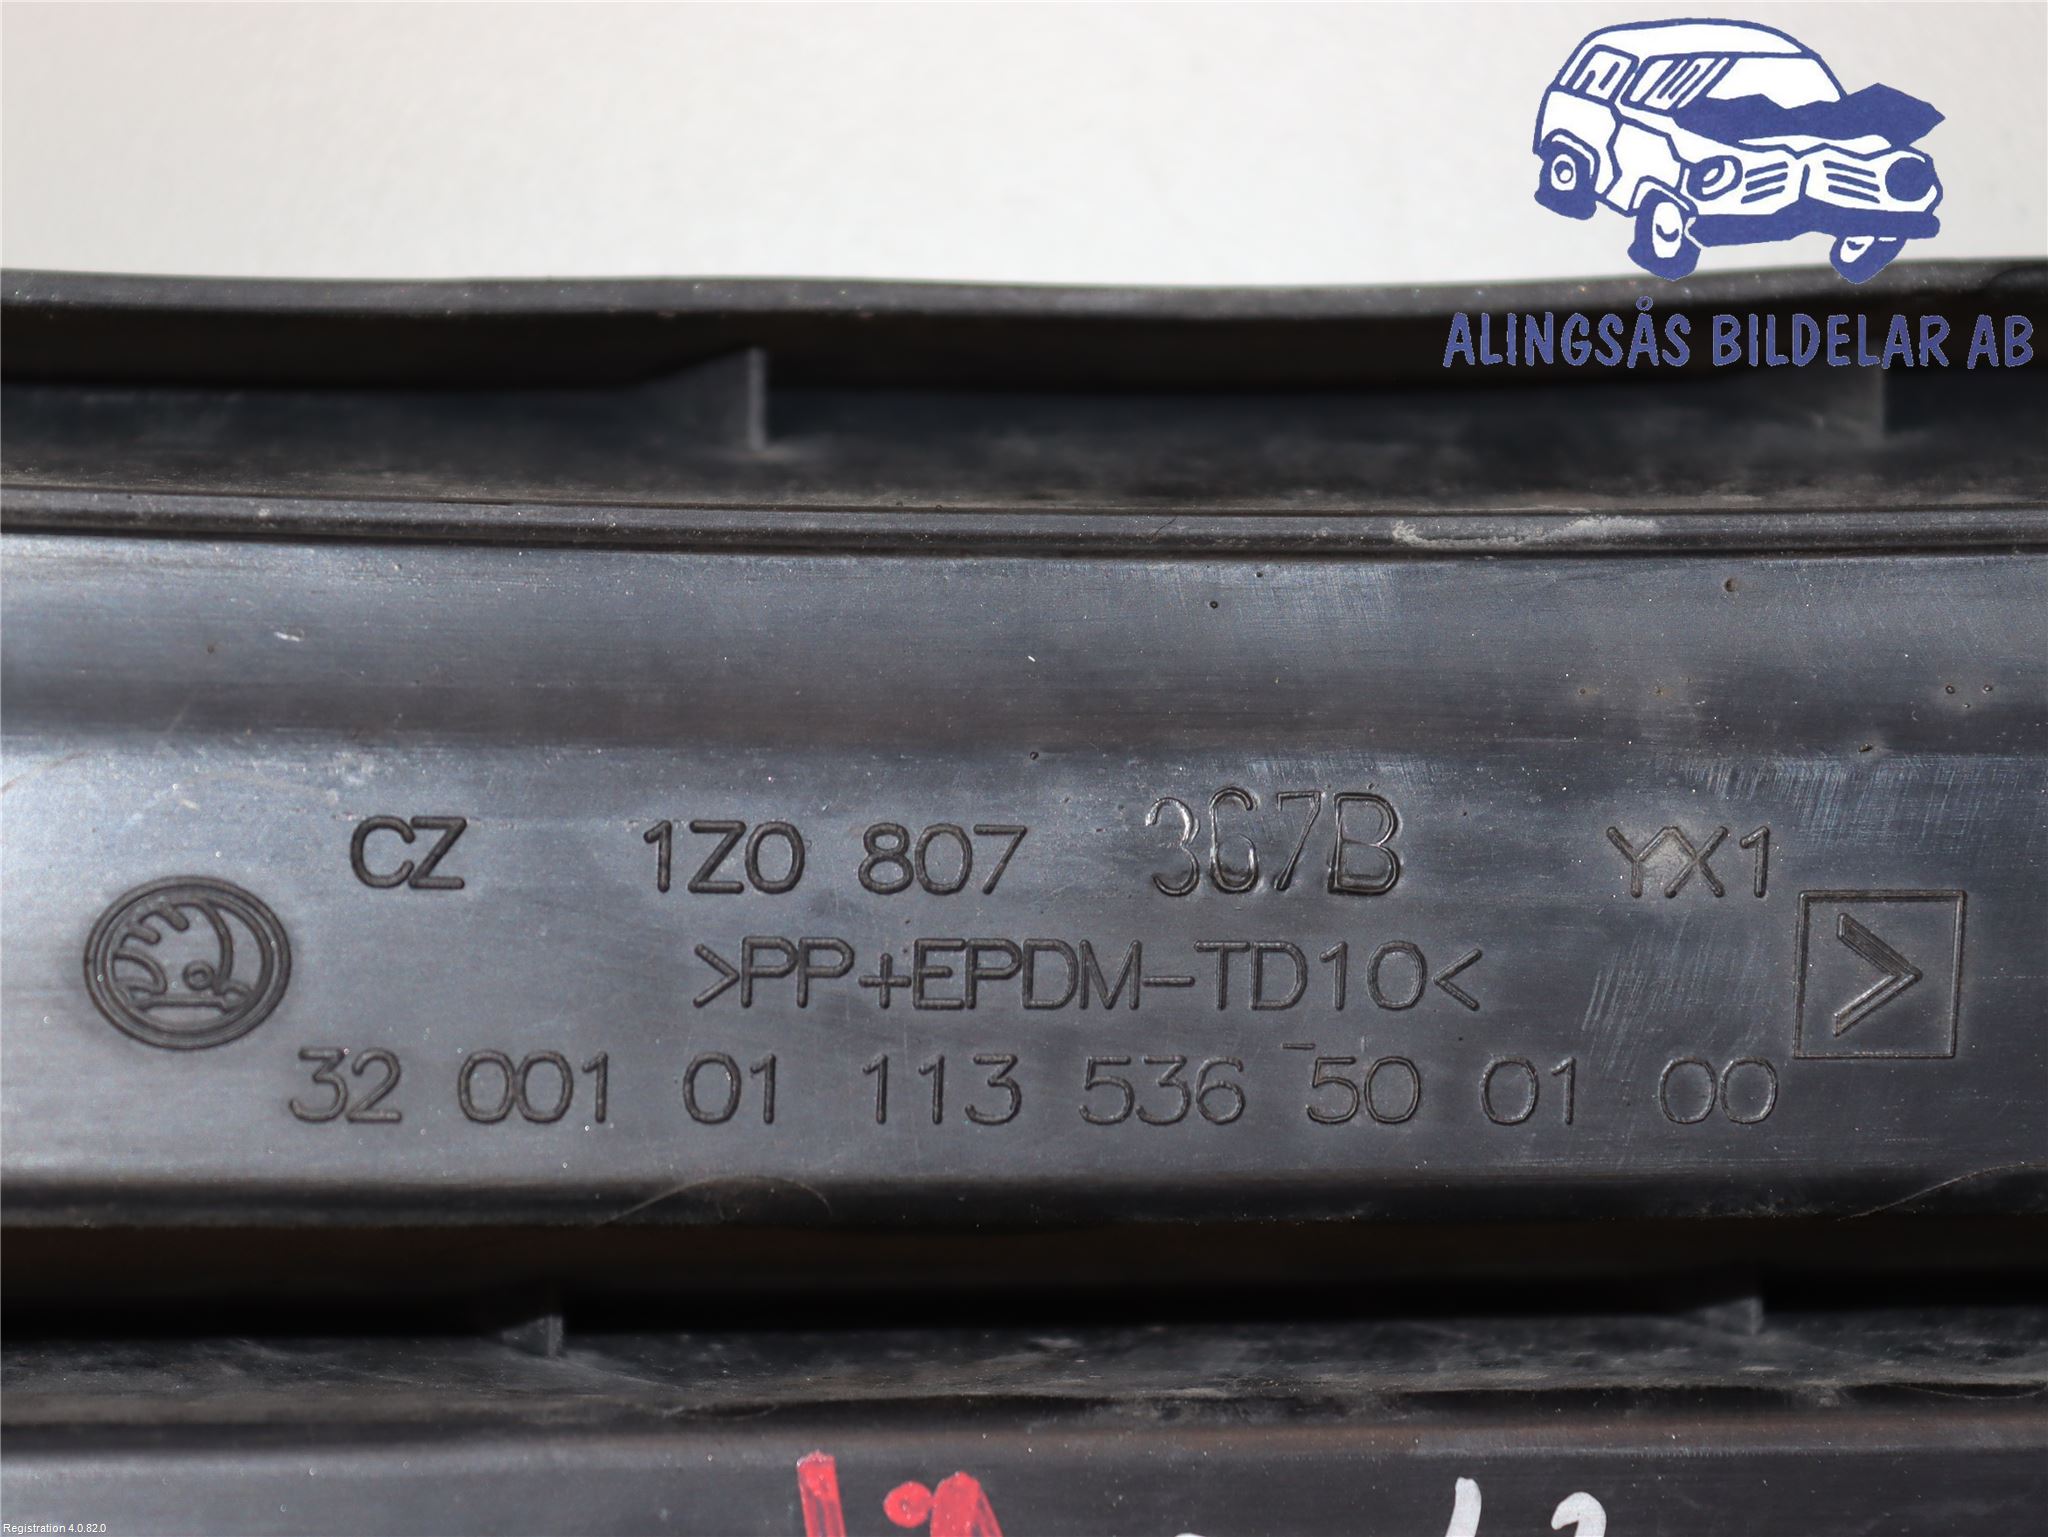 ALINGSÅS BILDELAR AB
CZ 1Z0 807 367B YX1
>PP+EPDM-TD10<
32 001 01 113 536 50 01 00
Registration 4.0.82.0